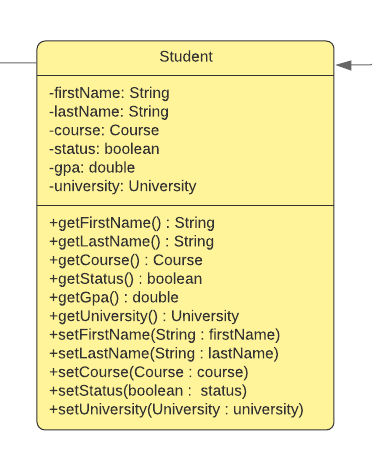 Student
-firstName: String
-lastName: String
-course: Course
-status: boolean
-gpa: double
-university: University
+getFirstName() : String
+getLastName() : String
+getCourse() : Course
+getStatus() : boolean
+getGpa() : double
+getUniversity() : University
+setFirstName(String : firstName)
+setLastName(String : lastName)
+setCourse(Course : course)
+setStatus(boolean :  status)
+setUniversity(University : university)